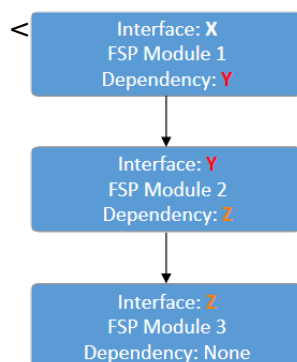 <
Interface: X
FSP Module 1
Dependency: Y
Interface: Y
FSP Module 2
Dependency: Z
Interface: Z
FSP Module 3
Dependency: None